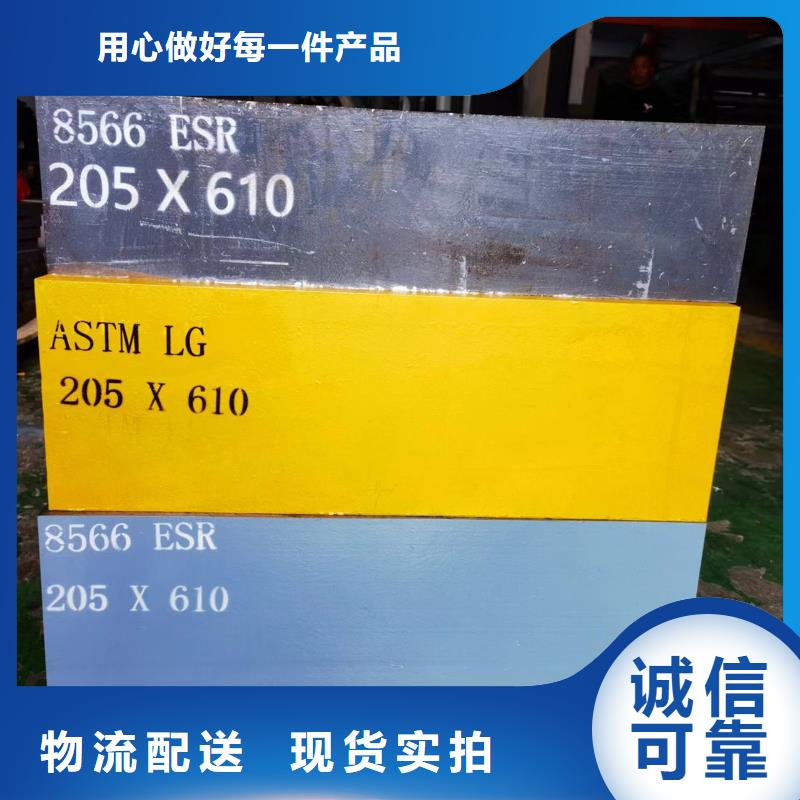 用心做好每一件产品
8566 ESR
205 X 610
ASTM LG
205 X 610
8566 ESR
205 X 610
诚信
可靠
物流配送 现货实拍